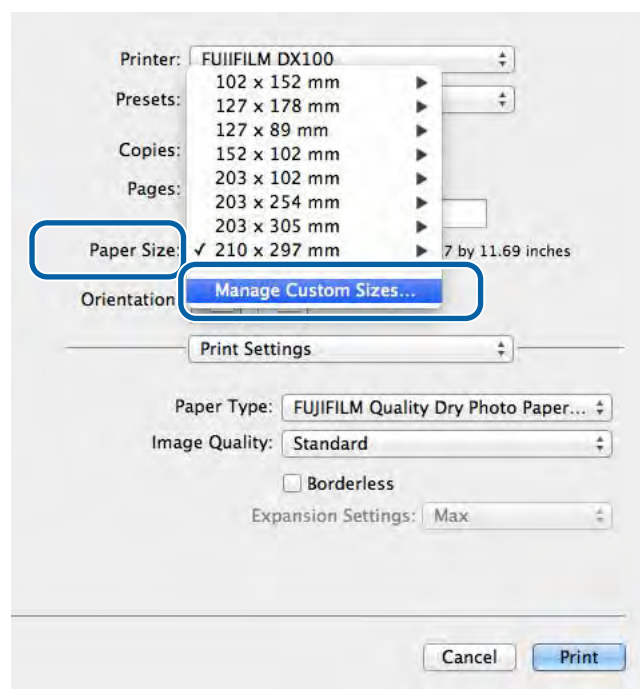 Printer: FUJIFILM DX100
102 x 152 mm
Presets:
127 x 178 mm
127 x 89 mm
Copies:
152 x 102 mm
203 x 102 mm
Pages:
203 x 254 mm
203 x 305 mm
Paper Size: ✓ 210 x 297 mm 7 by 11.69 inches
Orientation
Manage Custom Sizes...
Print Settings
Paper Type: FUJIFILM Quality Dry Photo Paper...
Image Quality: Standard
Borderless
Expansion Settings: Max
Cancel Print